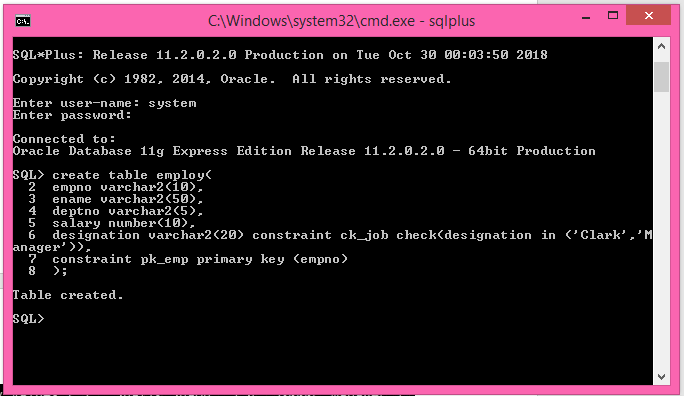 C:\Windows\system32\cmd.exe - sqlplus
SQL*Plus: Release 11.2.0.2.0 Production on Tue Oct 30 00:03:50 2018
Copyright (c) 1982, 2014, Oracle.  All rights reserved.
Enter user-name: system
Enter password:
Connected to:
Oracle Database 11g Express Edition Release 11.2.0.2.0 - 64bit Production
SQL> create table employ(
  2  empno varchar2(10),
  3  ename varchar2(50),
  4  deptno varchar2(5),
  5  salary number(10),
  6  designation varchar2(20) constraint ck_job check(designation in ('Clark','M
anager')),
  7  constraint pk_emp primary key (empno)
  8  );
Table created.
SQL>